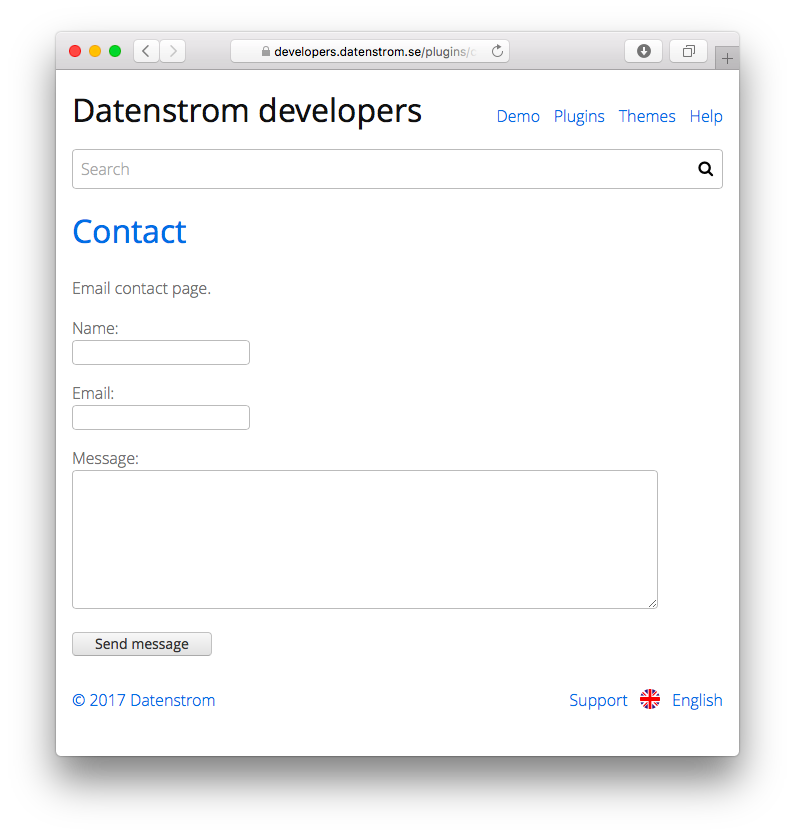 developers.datenstrom.se/plugins/
Datenstrom developers
Demo Plugins Themes Help
Search
Contact
Email contact page.
Name:
Email:
Message:
Send message
© 2017 Datenstrom
Support English